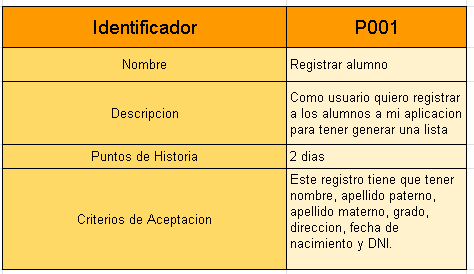 Identificador P001
Nombre Registrar alumno
Descripcion
Como usuario quiero registrar
a los alumnos a mi aplicacion
para tener generar una lista
Puntos de Historia 2 dias
Criterios de Aceptacion
Este registro tiene que tener
nombre, apellido paterno,
apellido materno, grado,
direccion, fecha de
nacimiento y DNI.